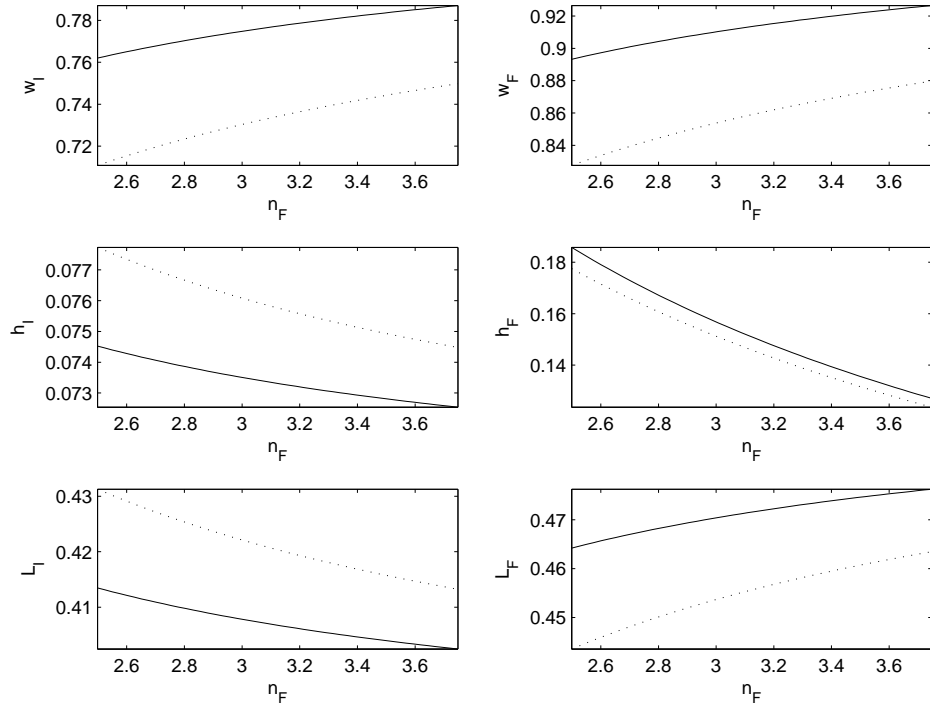 0.78
0.76
0.74
0.72
w_I
2.6 2.8 3 3.2 3.4 3.6
n_F
0.92
0.9
0.88
0.86
0.84
w_F
2.6 2.8 3 3.2 3.4 3.6
n_F
0.077
0.076
0.075
0.074
0.073
h_I
2.6 2.8 3 3.2 3.4 3.6
n_F
0.18
0.16
0.14
h_F
2.6 2.8 3 3.2 3.4 3.6
n_F
0.43
0.42
0.41
L_I
2.6 2.8 3 3.2 3.4 3.6
n_F
0.47
0.46
0.45
L_F
2.6 2.8 3 3.2 3.4 3.6
n_F